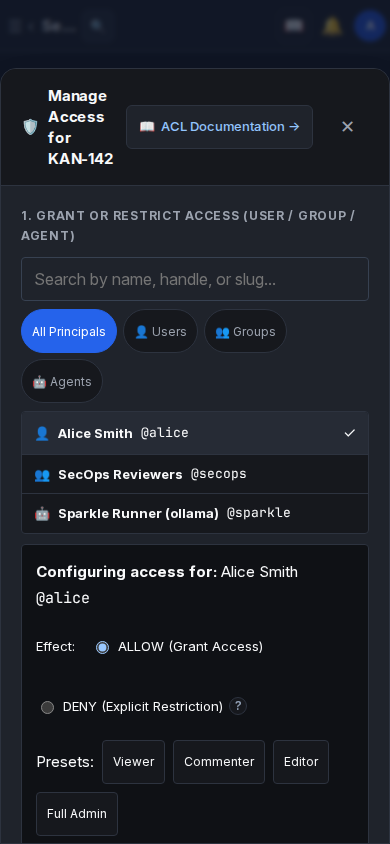 Se...
Manage
Access
for
KAN-142
ACL Documentation →
✕
1. GRANT OR RESTRICT ACCESS (USER / GROUP /
AGENT)
Search by name, handle, or slug...
All Principals
Users
Groups
Agents
Alice Smith @alice ✓
SecOps Reviewers @secops
Sparkle Runner (ollama) @sparkle
Configuring access for: Alice Smith
@alice
Effect: ALLOW (Grant Access)
DENY (Explicit Restriction) ?
Presets: Viewer Commenter Editor
Full Admin